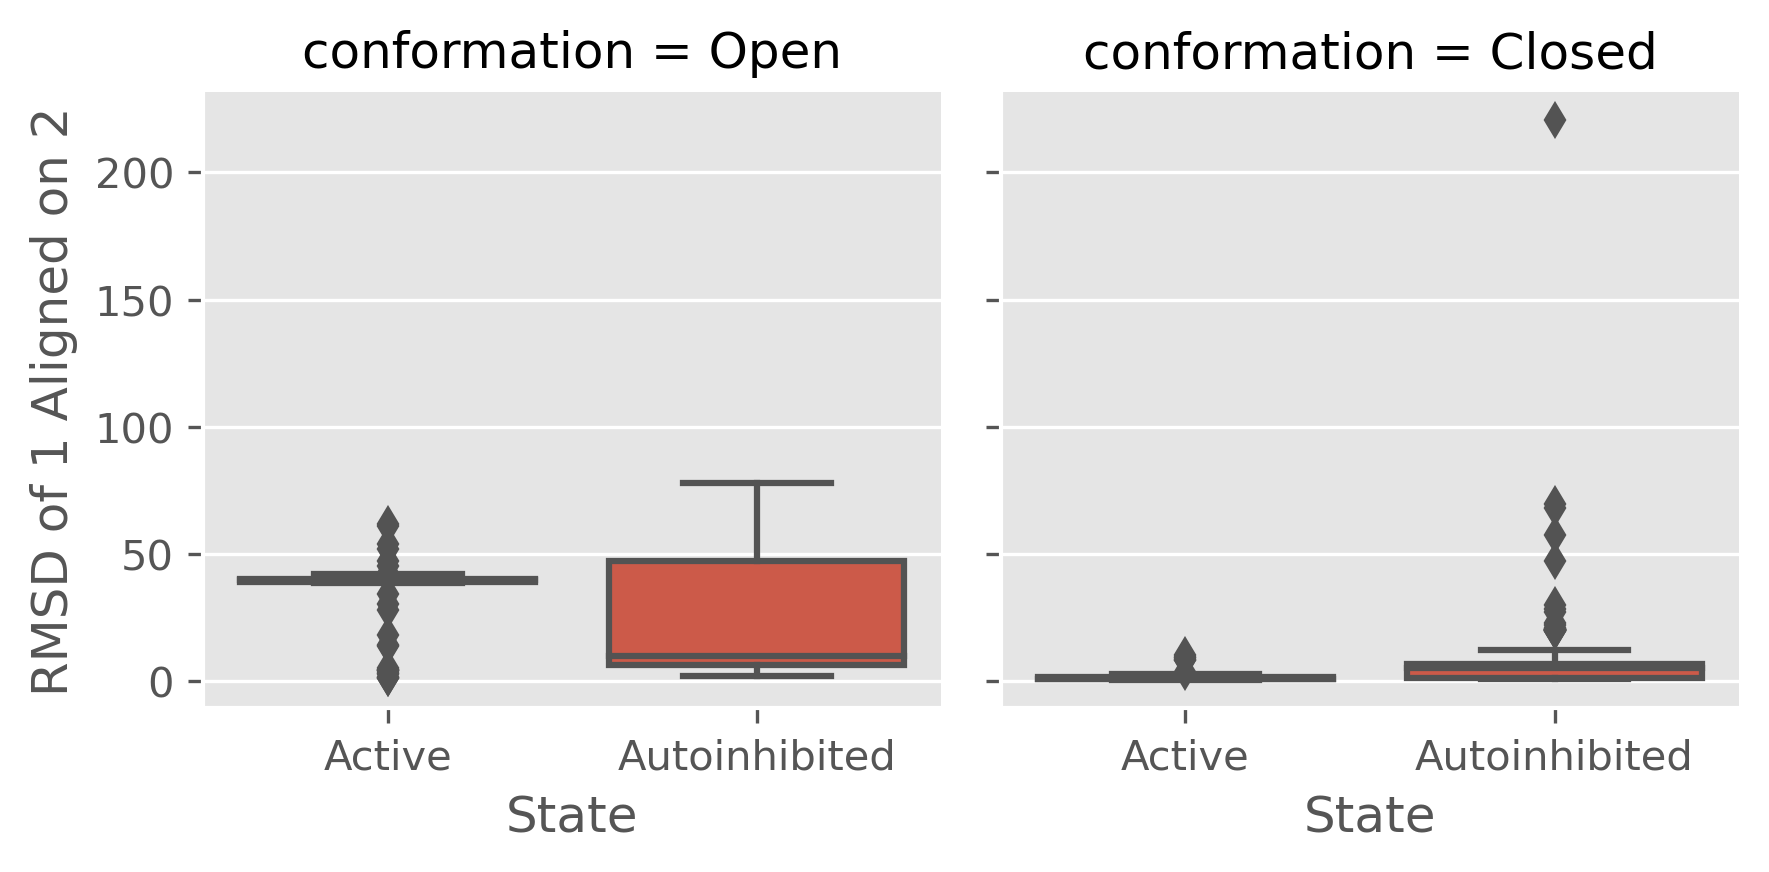 conformation = Open
conformation = Closed
RMSD of 1 Aligned on 2
200
150
100
50
0
Active
Autoinhibited
Active
Autoinhibited
State
State